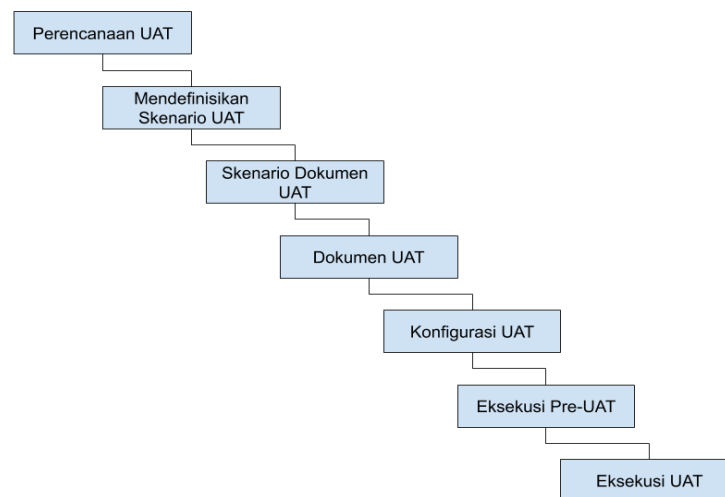 Perencanaan UAT
Mendefinisikan
Skenario UAT
Skenario Dokumen
UAT
Dokumen UAT
Konfigurasi UAT
Eksekusi Pre-UAT
Eksekusi UAT